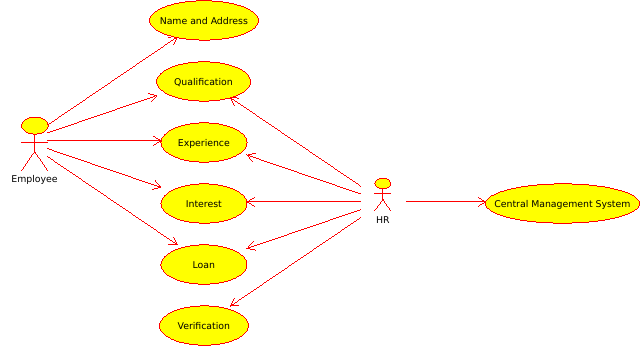 Name and Address
Qualification
Experience
Employee
Interest
Central Management System
HR
Loan
Verification